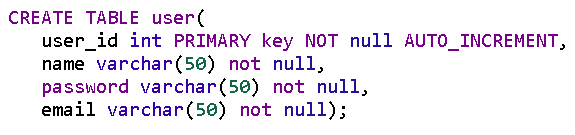 CREATE TABLE user(
user_id int PRIMARY key NOT null AUTO_INCREMENT,
name varchar(50) not null,
password varchar(50) not null,
email varchar(50) not null);